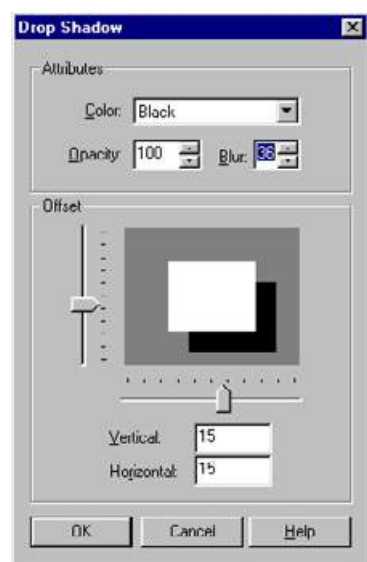 Drop Shadow
Attributes
Color: Black
Opacity: 100 Blur: 36
Offset
Vertical: 15
Horizontal: 15
OK Cancel Help